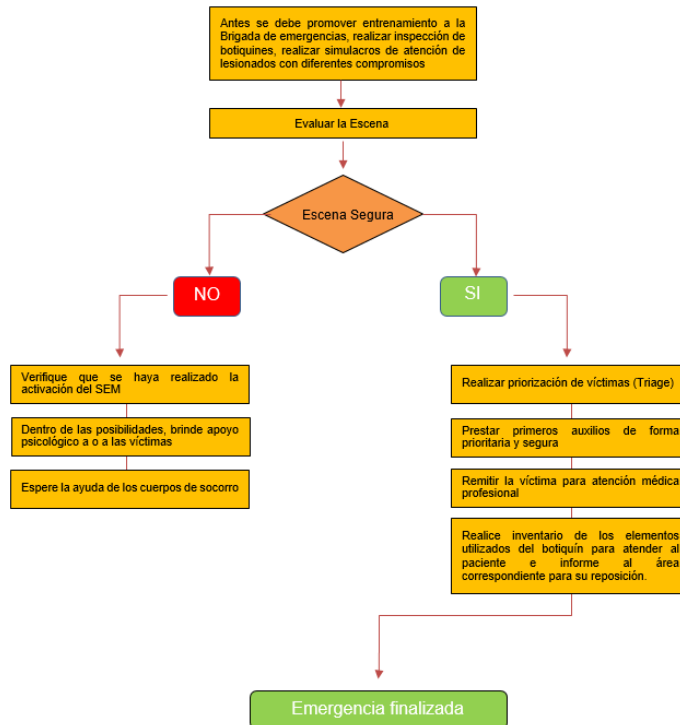 Antes se debe promover entrenamiento a la
Brigada de emergencias, realizar inspección de
botiquines, realizar simulacros de atención de
lesionados con diferentes compromisos
Evaluar la Escena
Escena Segura
NO
SI
Verifique que se haya realizado la
activación del SEM
Dentro de las posibilidades, brinde apoyo
psicológico a o a las víctimas
Espere la ayuda de los cuerpos de socorro
Realizar priorización de víctimas (Triage)
Prestar primeros auxilios de forma
prioritaria y segura
Remitir la víctima para atención médica
profesional
Realice inventario de los elementos
utilizados del botiquín para atender al
paciente e informe al área
correspondiente para su reposición.
Emergencia finalizada